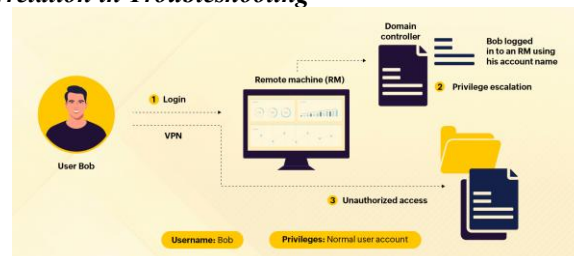 Domain
controller
Bob logged
in to an RM using
his account name
Remote machine (RM)
1 Login
2 Privilege escalation
VPN
User Bob
3 Unauthorized access
Username: Bob
Privileges: Normal user account